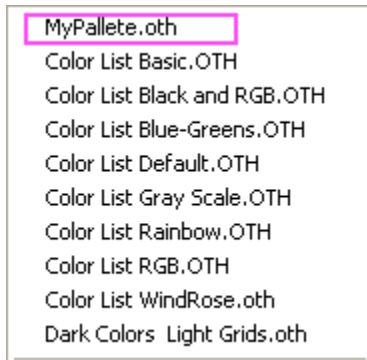 MyPallete.oth
Color List Basic.OTH
Color List Black and RGB.OTH
Color List Blue-Greens.OTH
Color List Default.OTH
Color List Gray Scale.OTH
Color List Rainbow.OTH
Color List RGB.OTH
Color List WindRose.oth
Dark Colors  Light Grids.oth